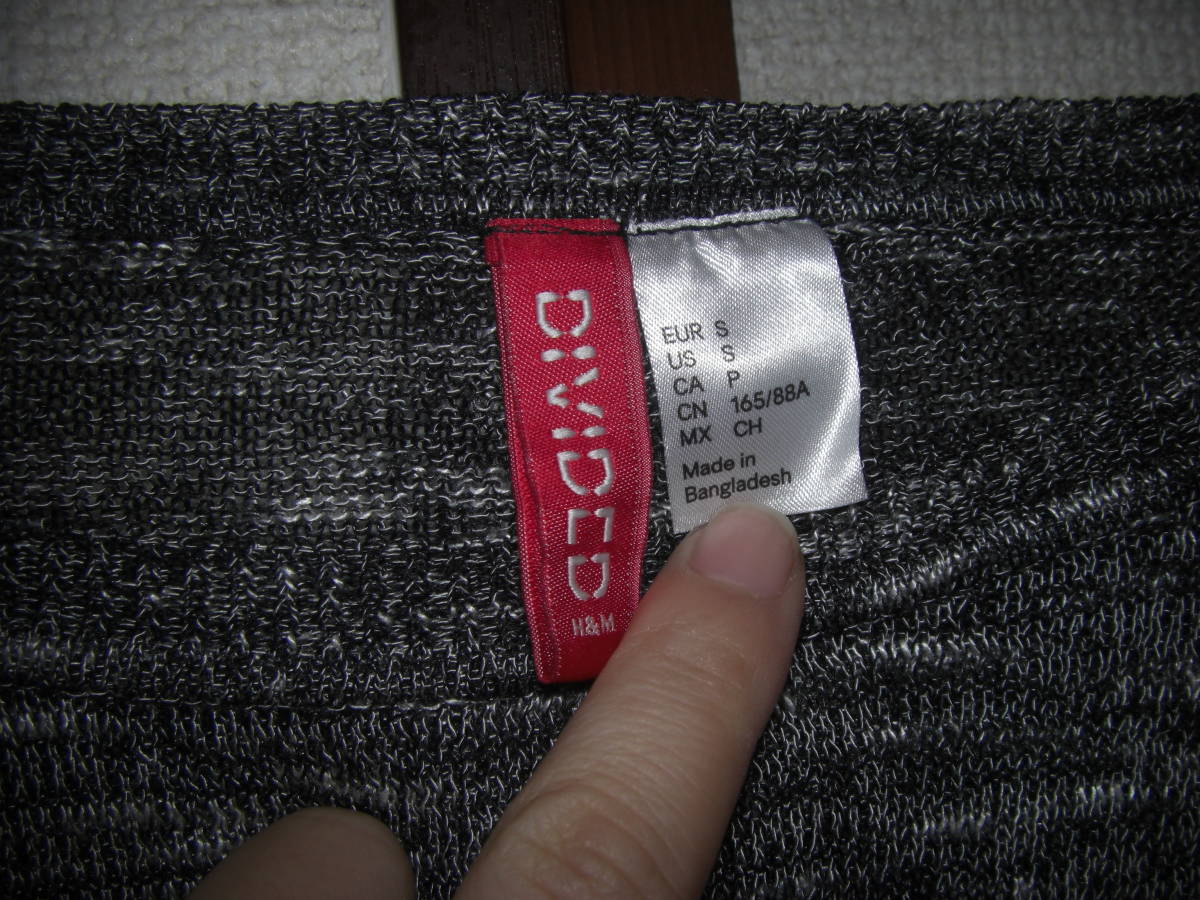 DIVIDED
H&M
EUR S
US S
CA P
CN 165/88A
MX CH
Made in
Bangladesh